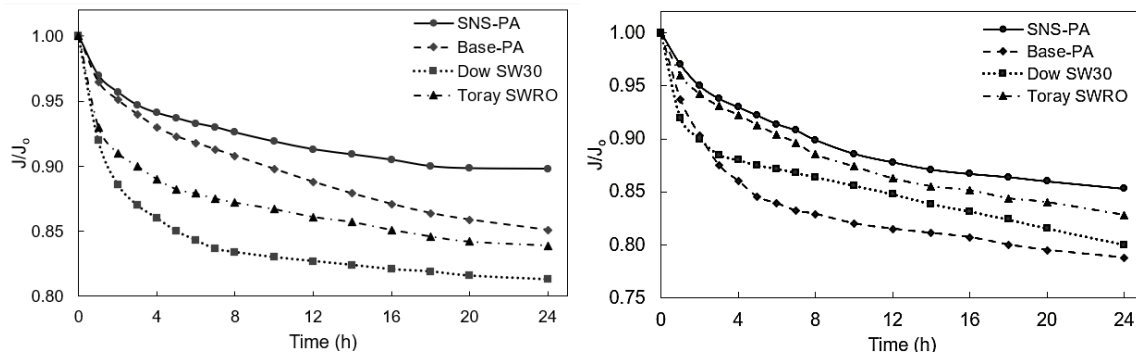 SNS-PA
Base-PA
Dow SW30
Toray SWRO
J/Jo
1.00
0.95
0.90
0.85
0.80
0 4 8 12 16 20 24
Time (h)
SNS-PA
Base-PA
Dow SW30
Toray SWRO
J/Jo
1.00
0.95
0.90
0.85
0.80
0.75
0 4 8 12 16 20 24
Time (h)